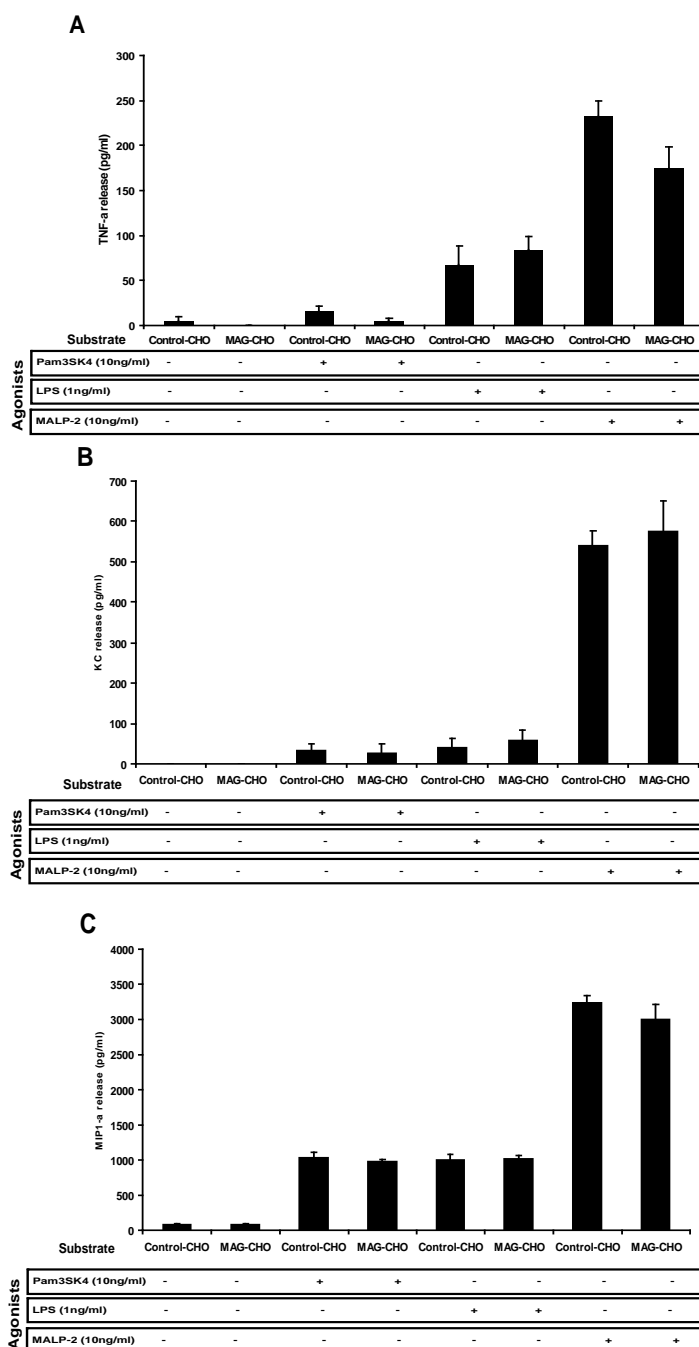 A
300
250
200
150
100
50
0
TNF-a release (pg/ml)
Substrate Control-CHO MAG-CHO Control-CHO MAG-CHO Control-CHO MAG-CHO Control-CHO MAG-CHO
Agonists
Pam3SK4 (10ng/ml) - - + + - - - -
LPS (1ng/ml) - - - - + + - -
MALP-2 (10ng/ml) - - - - - - + +
B
700
600
500
400
300
200
100
0
KC release (pg/ml)
Substrate Control-CHO MAG-CHO Control-CHO MAG-CHO Control-CHO MAG-CHO Control-CHO MAG-CHO
Agonists
Pam3SK4 (10ng/ml) - - + + - - - -
LPS (1ng/ml) - - - - + + - -
MALP-2 (10ng/ml) - - - - - - + +
C
4000
3500
3000
2500
2000
1500
1000
500
0
MIP1-a release (pg/ml)
Substrate Control-CHO MAG-CHO Control-CHO MAG-CHO Control-CHO MAG-CHO Control-CHO MAG-CHO
Agonists
Pam3SK4 (10ng/ml) - - + + - - - -
LPS (1ng/ml) - - - - + + - -
MALP-2 (10ng/ml) - - - - - - + +